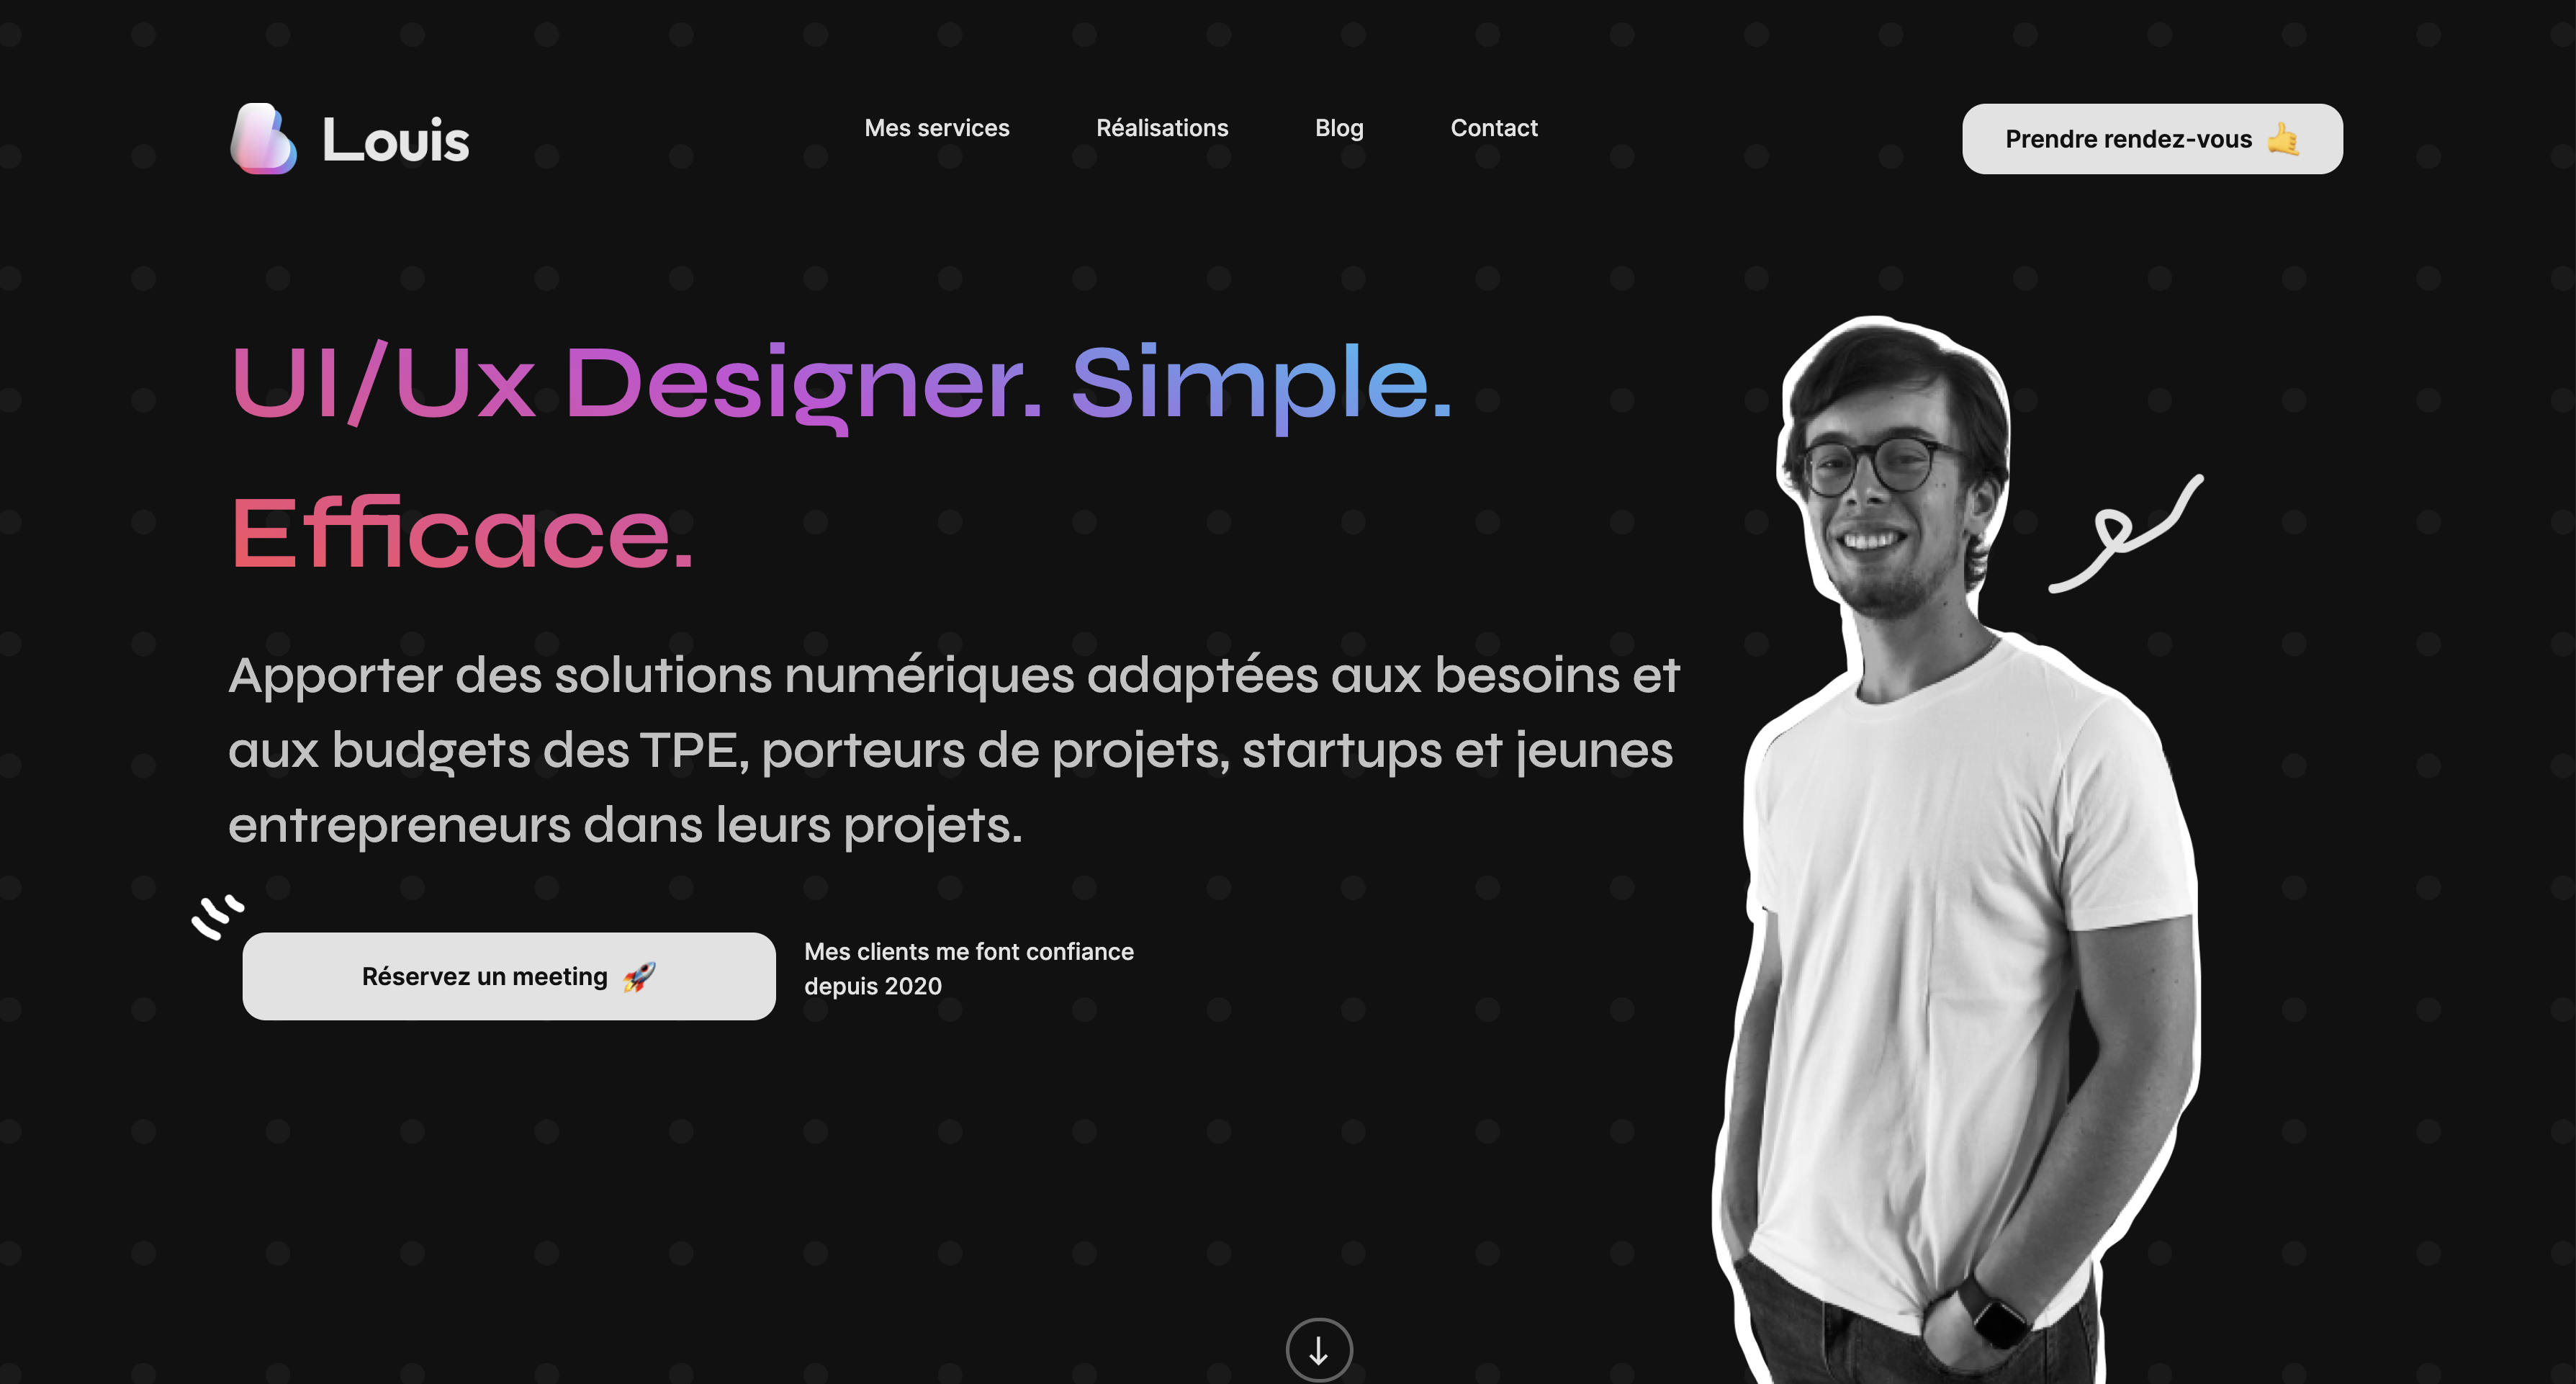 Louis
Mes services
Réalisations
Blog
Contact
Prendre rendez-vous 🤙
UI/Ux Designer. Simple.
Efficace.
Apporter des solutions numériques adaptées aux besoins et
aux budgets des TPE, porteurs de projets, startups et jeunes
entrepreneurs dans leurs projets.
Réservez un meeting 🚀
Mes clients me font confiance
depuis 2020